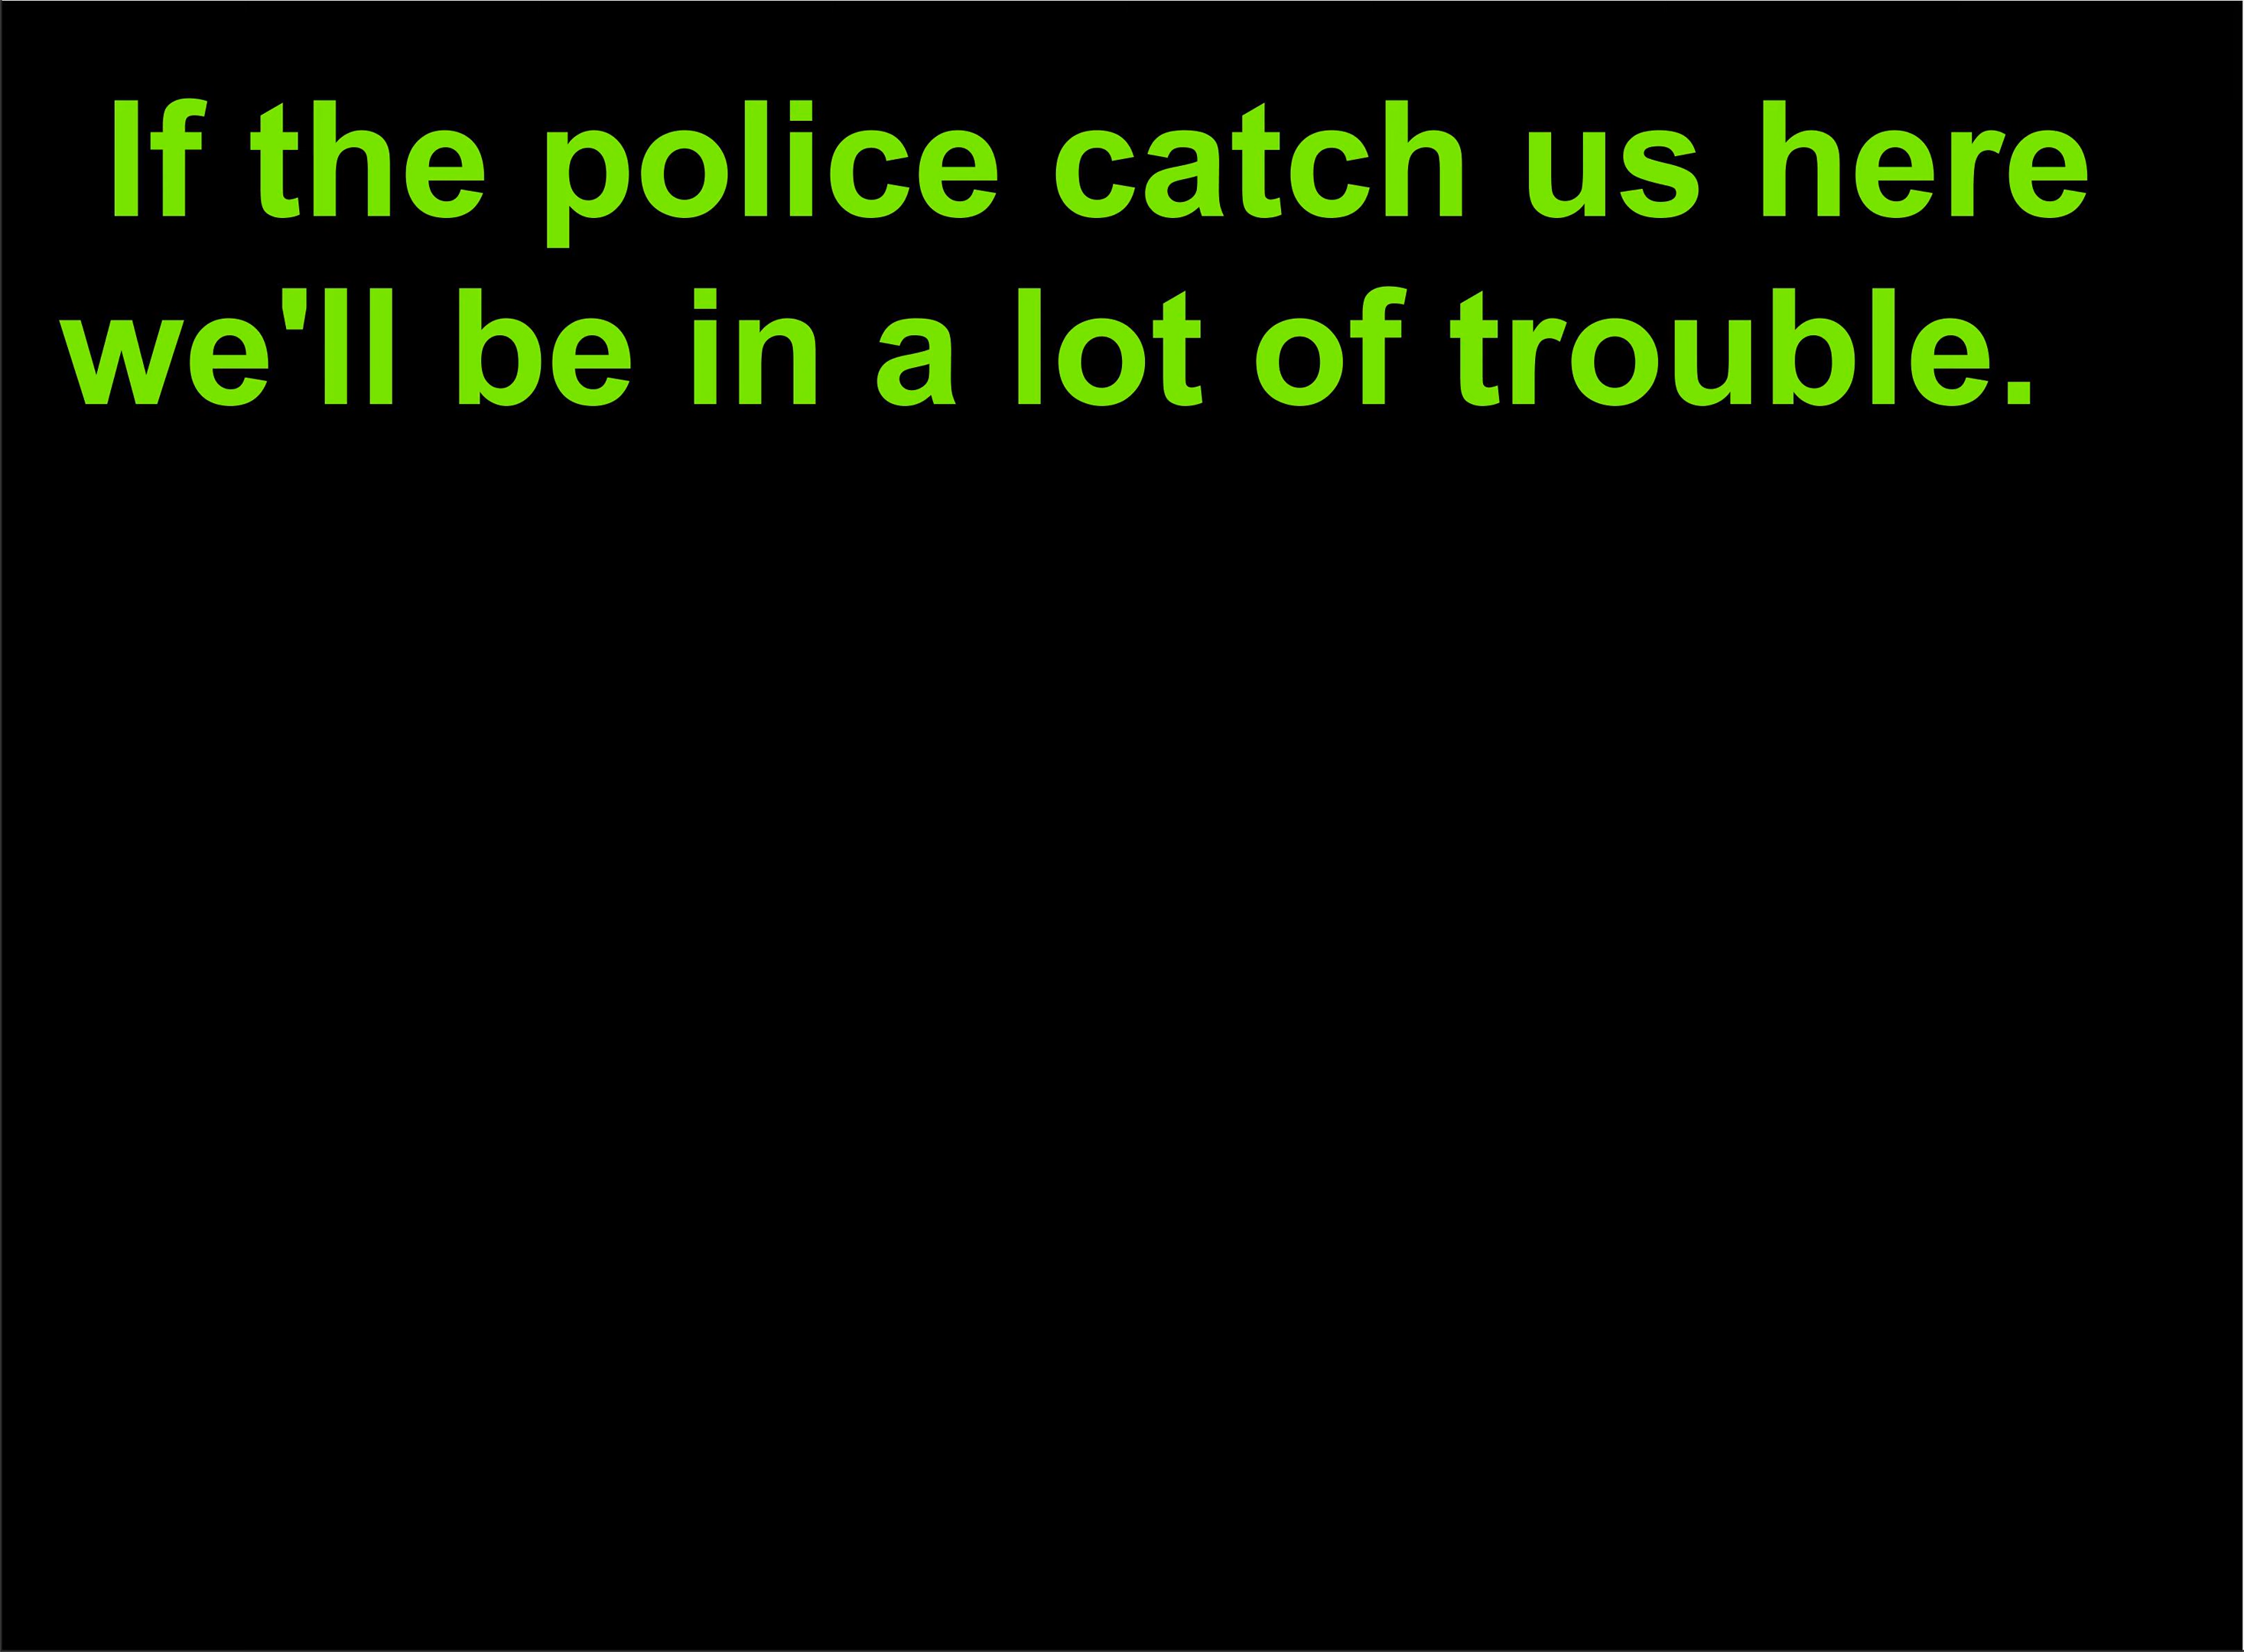 If the police catch us here
we'll be in a lot of trouble.